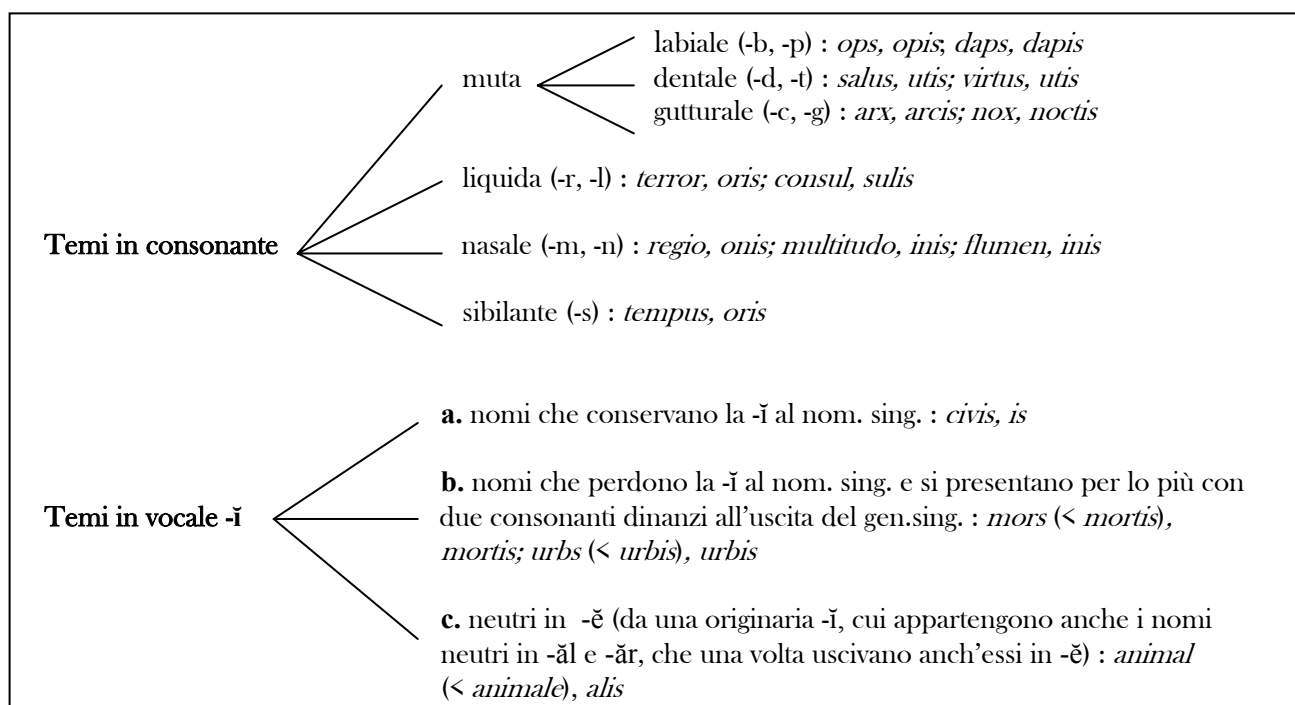 labiale (-b, -p) : ops, opis; daps, dapis
muta
dentale (-d, -t) : salus, utis; virtus, utis
gutturale (-c, -g) : arx, arcis; nox, noctis
liquida (-r, -l) : terror, oris; consul, sulis
Temi in consonante
nasale (-m, -n) : regio, onis; multitudo, inis; flumen, inis
sibilante (-s) : tempus, oris
a. nomi che conservano la -ĭ al nom. sing. : civis, is
b. nomi che perdono la -ĭ al nom. sing. e si presentano per lo più con
Temi in vocale -ĭ
due consonanti dinanzi all’uscita del gen.sing. : mors (< mortis),
mortis; urbs (< urbis), urbis
c. neutri in -ĕ (da una originaria -ĭ, cui appartengono anche i nomi
neutri in -ăl e -ăr, che una volta uscivano anch’essi in -ĕ) : animal
(< animale), alis